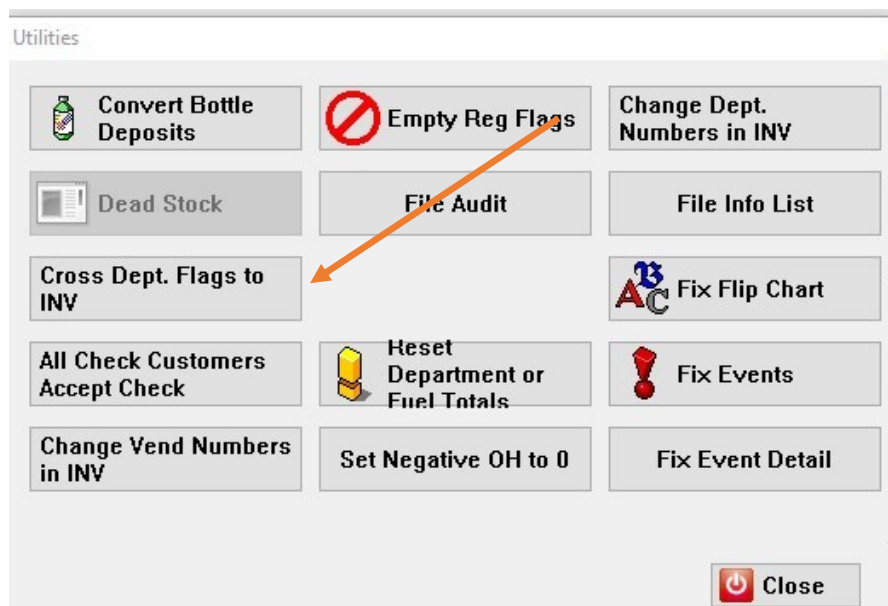 Utilities
Convert Bottle
Deposits
Empty Reg Flags
Change Dept.
Numbers in INV
Dead Stock
File Audit
File Info List
Cross Dept. Flags to
INV
ABC
Fix Flip Chart
All Check Customers
Accept Check
Reset
Department or
Fuel Totals
Fix Events
Change Vend Numbers
in INV
Set Negative OH to 0
Fix Event Detail
Close